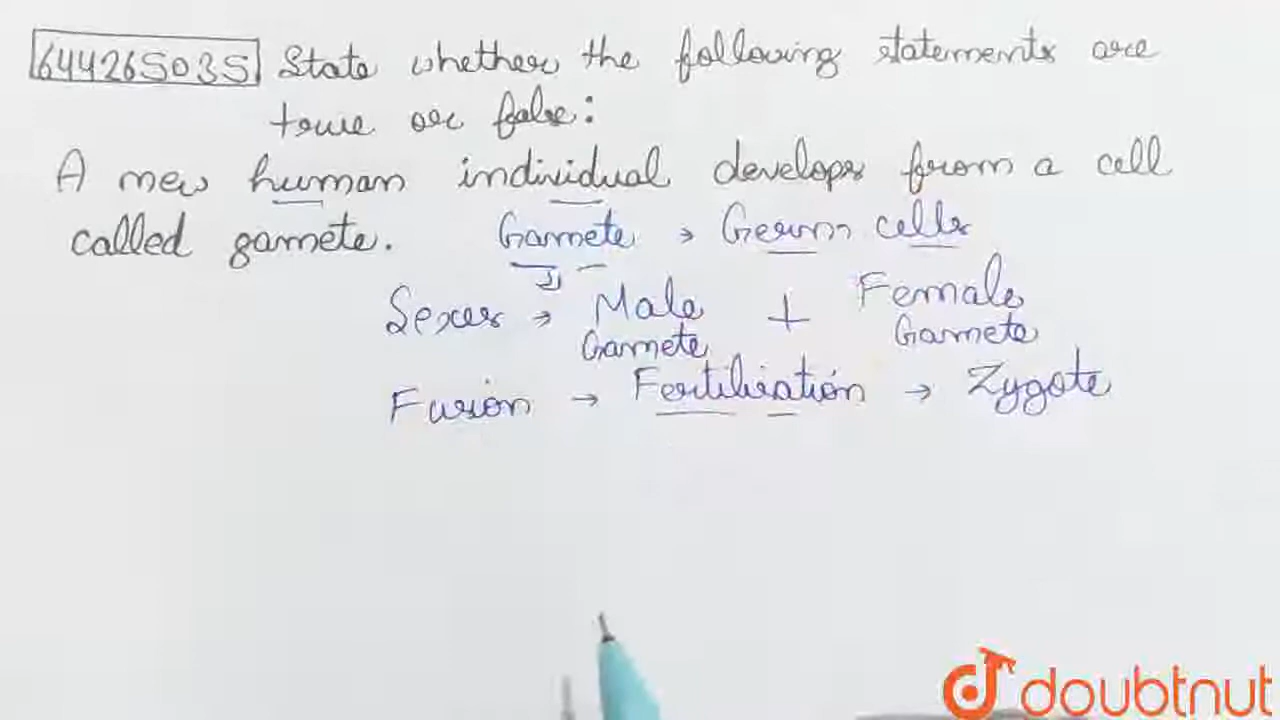 644265035 State whether the following statements are
true or false:
A new human individual develops from a cell
called gamete. Gamete → Germ cells
Sexes → Male + Female
Gamete Gamete
Fusion → Fertilisation → Zygote
doubtnut